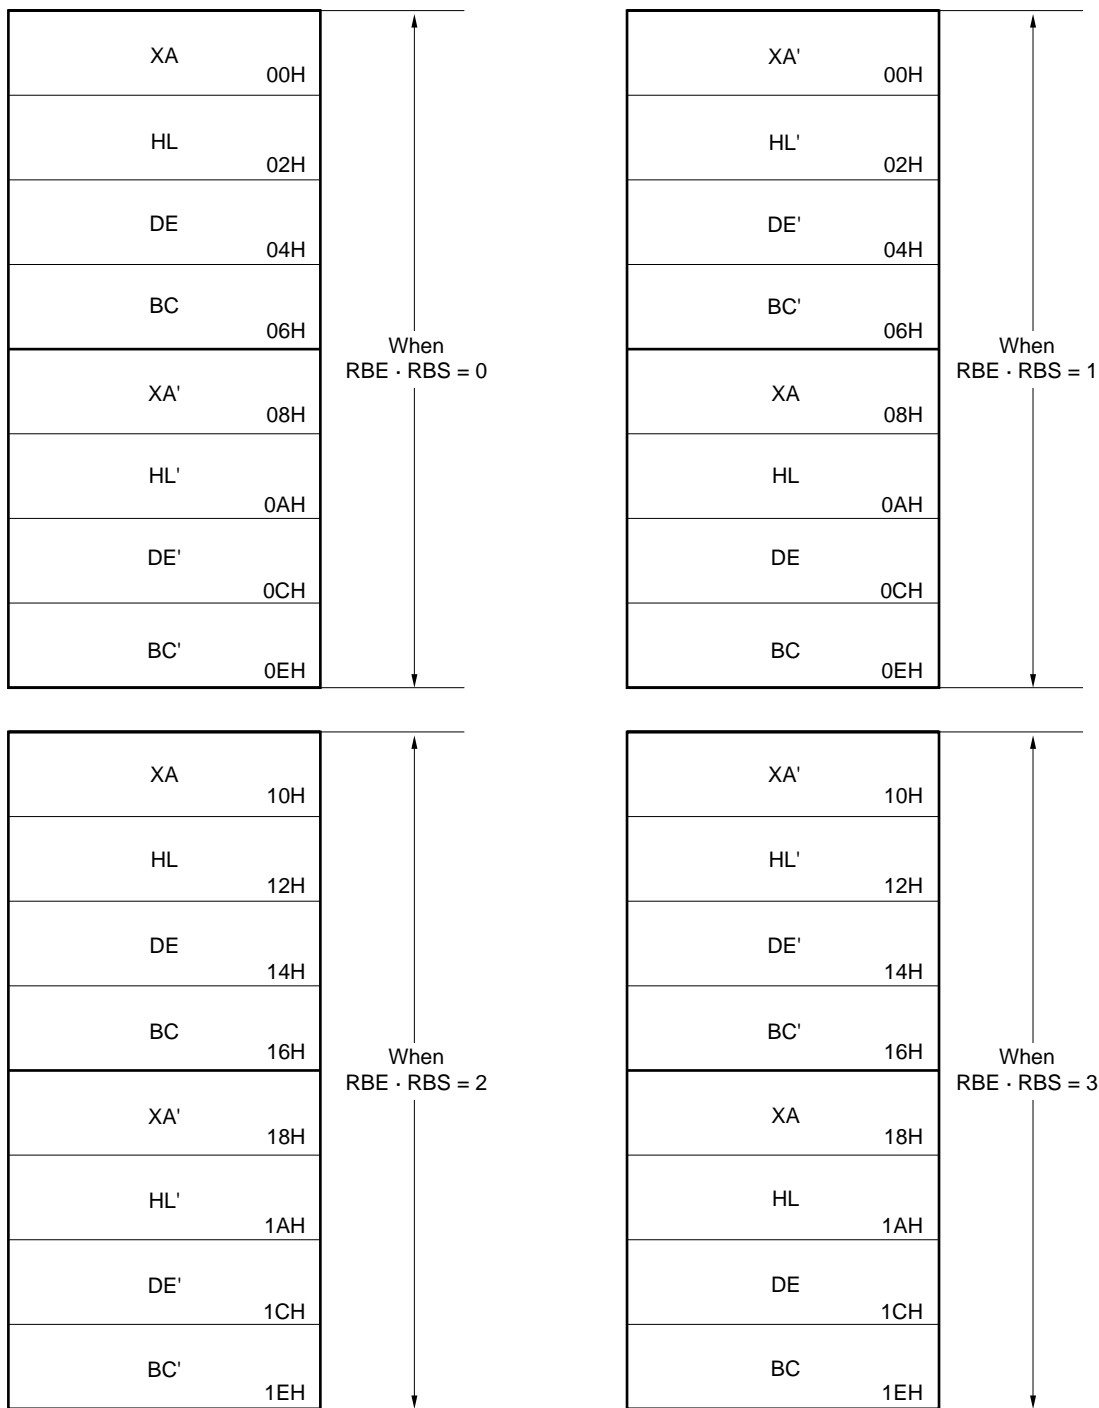 XA
00H
HL
02H
DE
04H
BC
06H
XA'
08H
HL'
0AH
DE'
0CH
BC'
0EH
When
RBE · RBS = 0
XA'
00H
HL'
02H
DE'
04H
BC'
06H
XA
08H
HL
0AH
DE
0CH
BC
0EH
When
RBE · RBS = 1
XA
10H
HL
12H
DE
14H
BC
16H
XA'
18H
HL'
1AH
DE'
1CH
BC'
1EH
When
RBE · RBS = 2
XA'
10H
HL'
12H
DE'
14H
BC'
16H
XA
18H
HL
1AH
DE
1CH
BC
1EH
When
RBE · RBS = 3